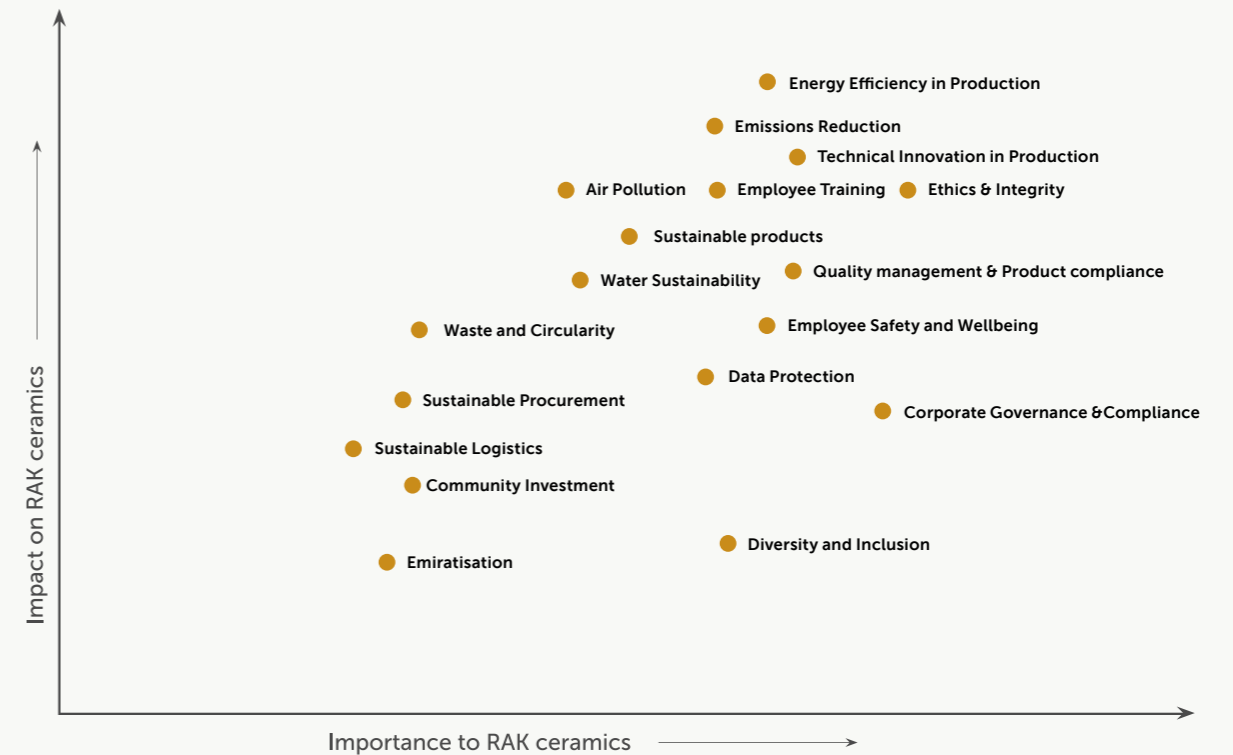 Energy Efficiency in Production
Emissions Reduction
Technical Innovation in Production
Air Pollution
Employee Training
Ethics & Integrity
Sustainable products
Quality management & Product compliance
Water Sustainability
Employee Safety and Wellbeing
Waste and Circularity
Data Protection
Sustainable Procurement
Corporate Governance &Compliance
Sustainable Logistics
Community Investment
Diversity and Inclusion
Emiratisation
Impact on RAK ceramics
Importance to RAK ceramics